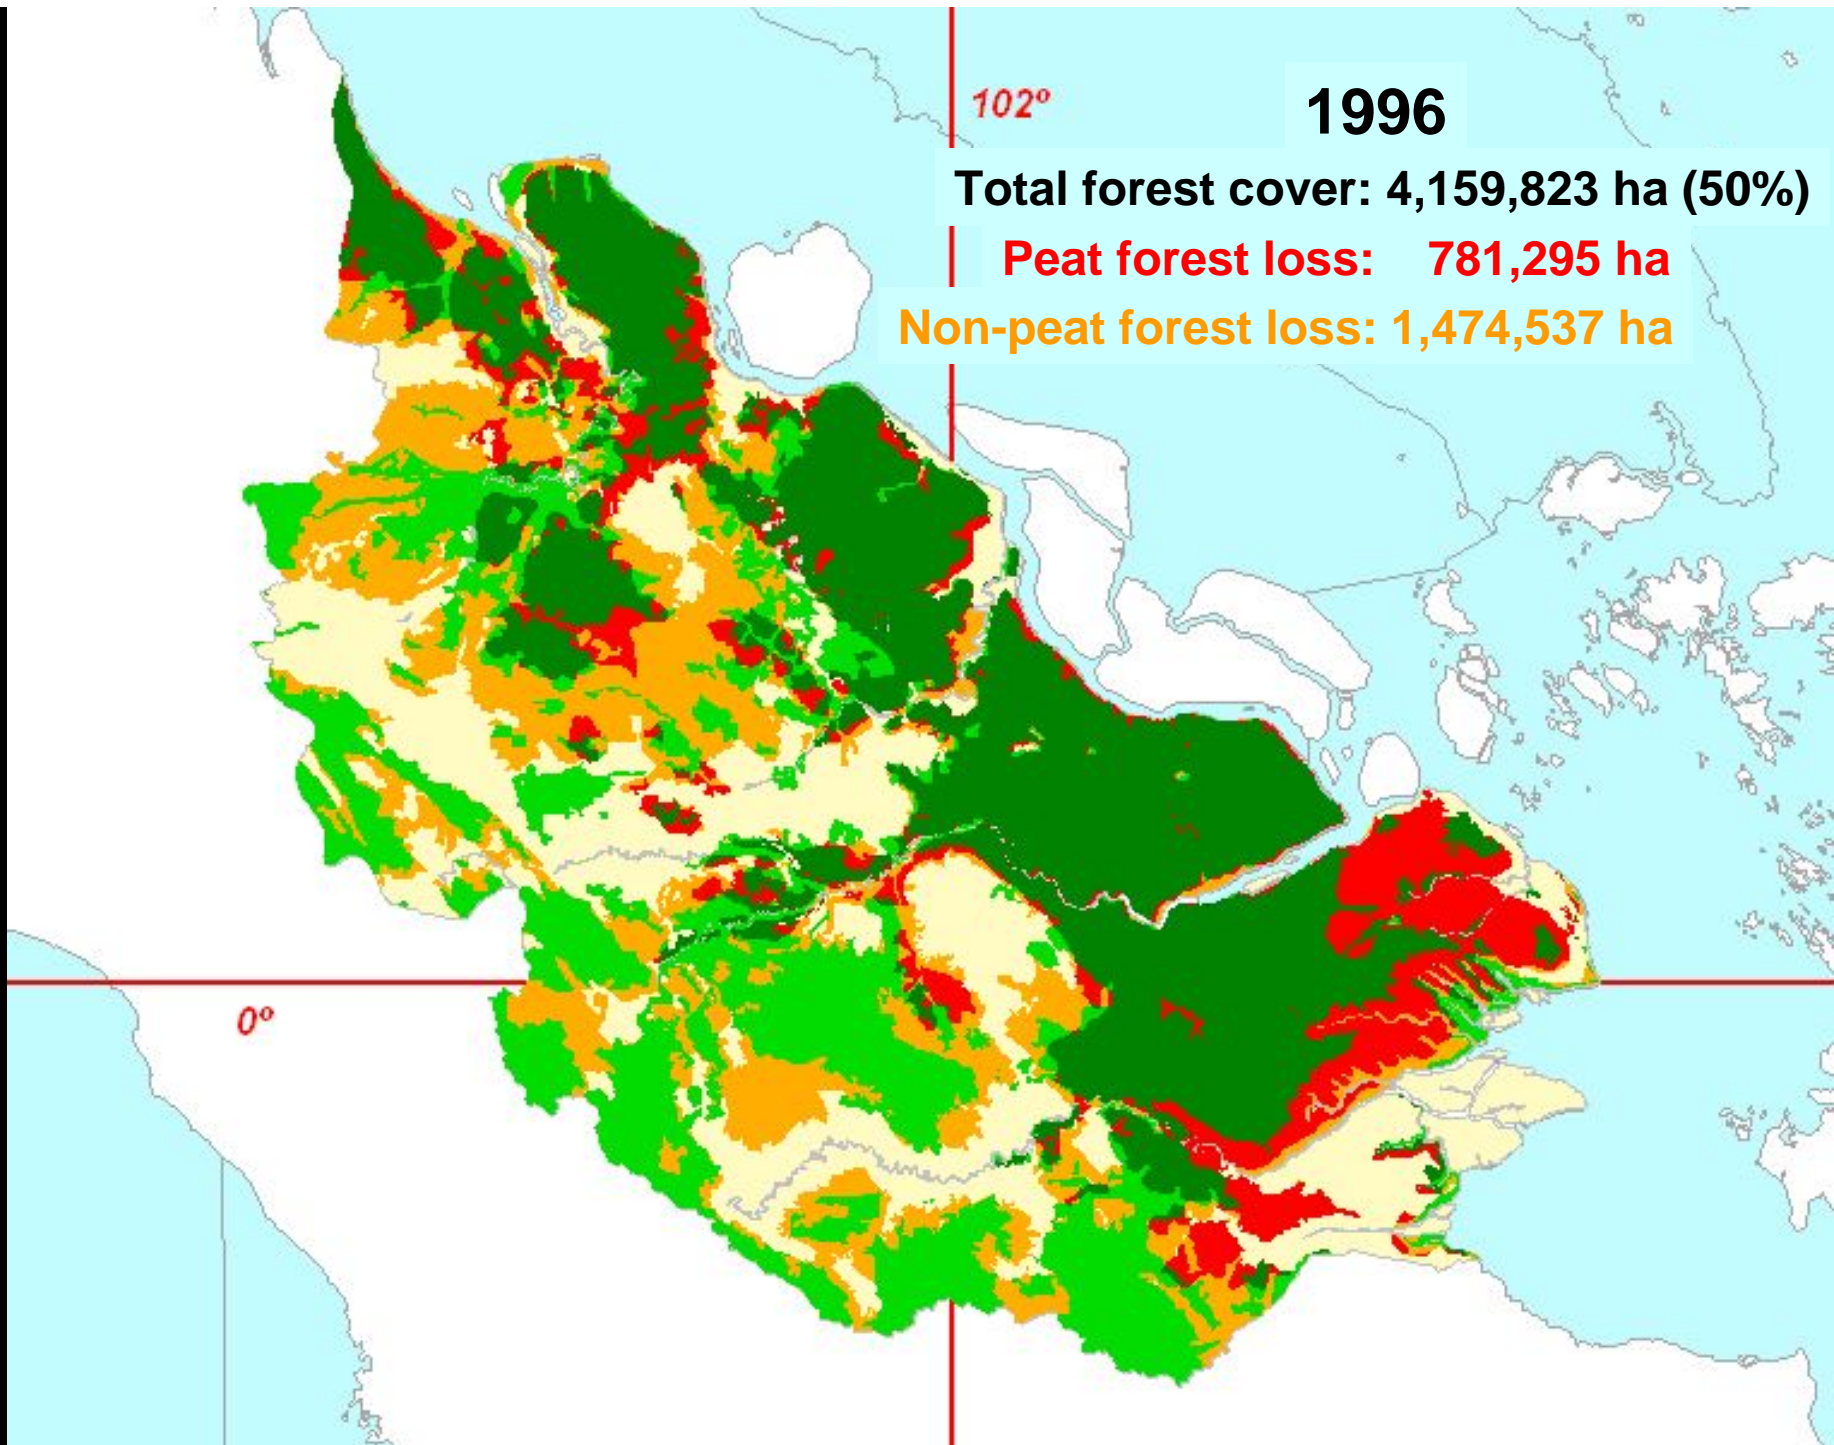 102°
1996
Total forest cover: 4,159,823 ha (50%)
Peat forest loss: 781,295 ha
Non-peat forest loss: 1,474,537 ha
0°